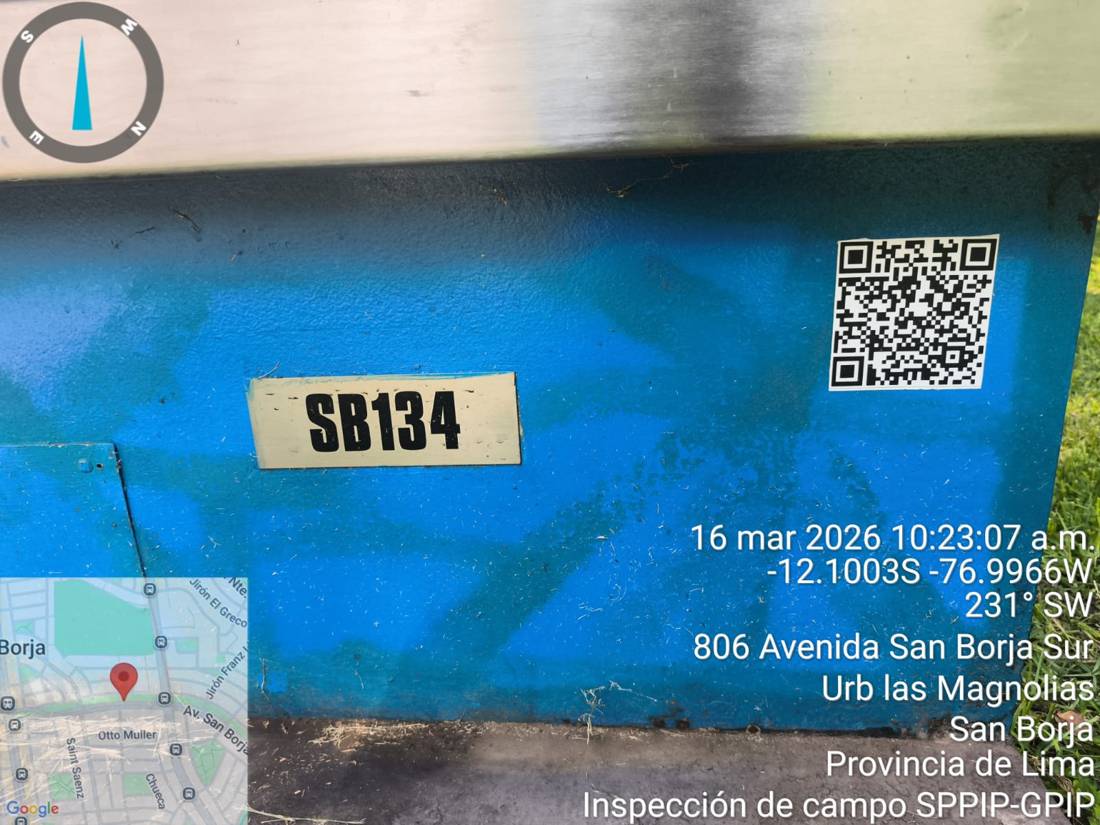 S
W
E
N
SB134
16 mar 2026 10:23:07 a.m.
-12.1003S -76.9966W
231° SW
806 Avenida San Borja Sur
Urb las Magnolias
San Borja
Provincia de Lima
Inspección de campo SPPIP-GPIP
Nte.
Jirón El Greco
Borja
Jirón Franz L
Av. San Borja
Otto Muller
Saint Saenz
Chueca
Google